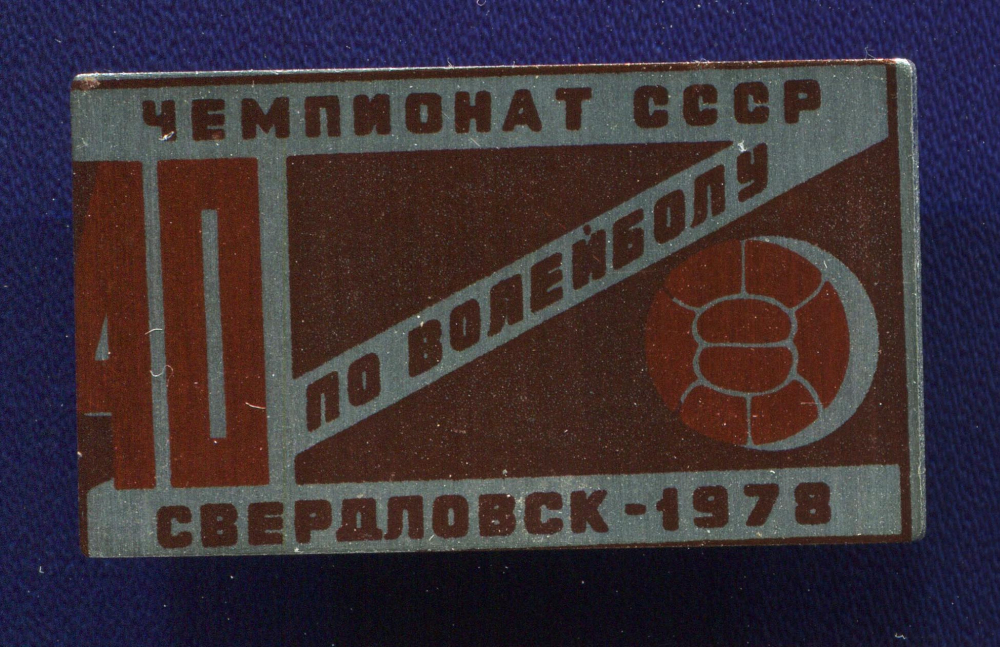 ЧЕМПИОНАТ СССР
40
ПО ВОЛЕЙБОЛУ
СВЕРДЛОВСК-1978